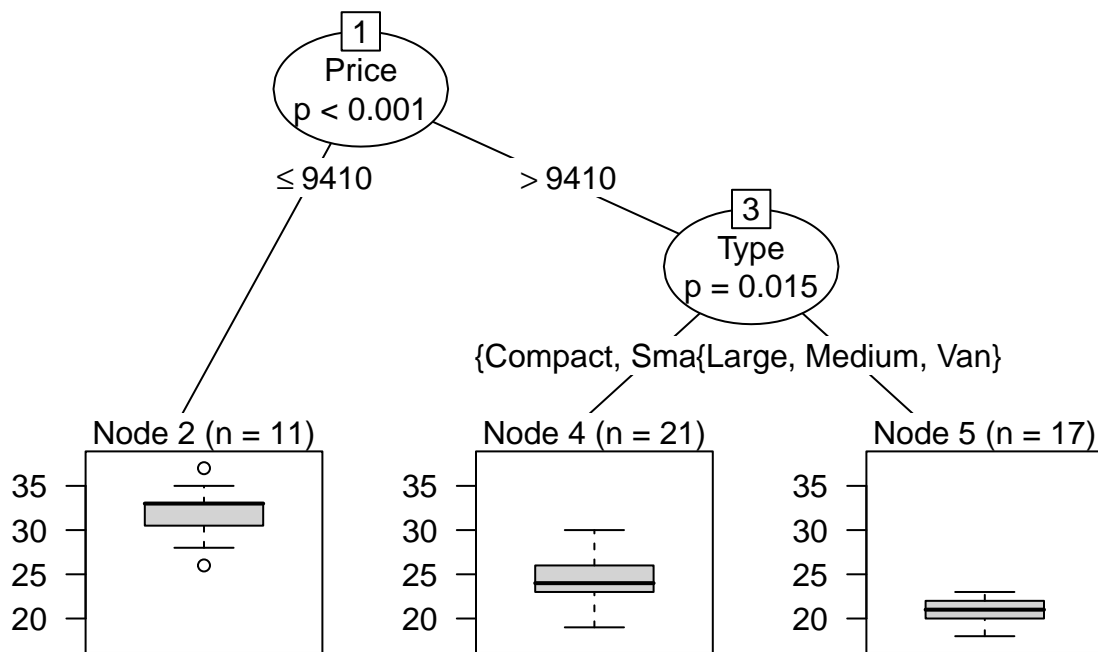 1
Price
p < 0.001
≤ 9410
> 9410
3
Type
p = 0.015
{Compact, Sma{Large, Medium, Van}
Node 2 (n = 11)
35
30
25
20
Node 4 (n = 21)
35
30
25
20
Node 5 (n = 17)
35
30
25
20